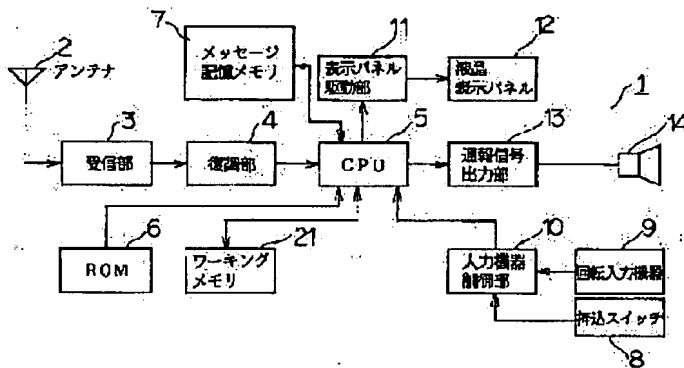 7
メッセージ
記憶メモリ
11
表示パネル
駆動部
12
液晶
表示パネル
2
アンテナ
1
3
受信部
4
復調部
5
CPU
13
通報信号
出力部
14
6
ROM
21
ワーキング
メモリ
10
入力機器
制御部
9
回転入力機器
押込スイッチ
8